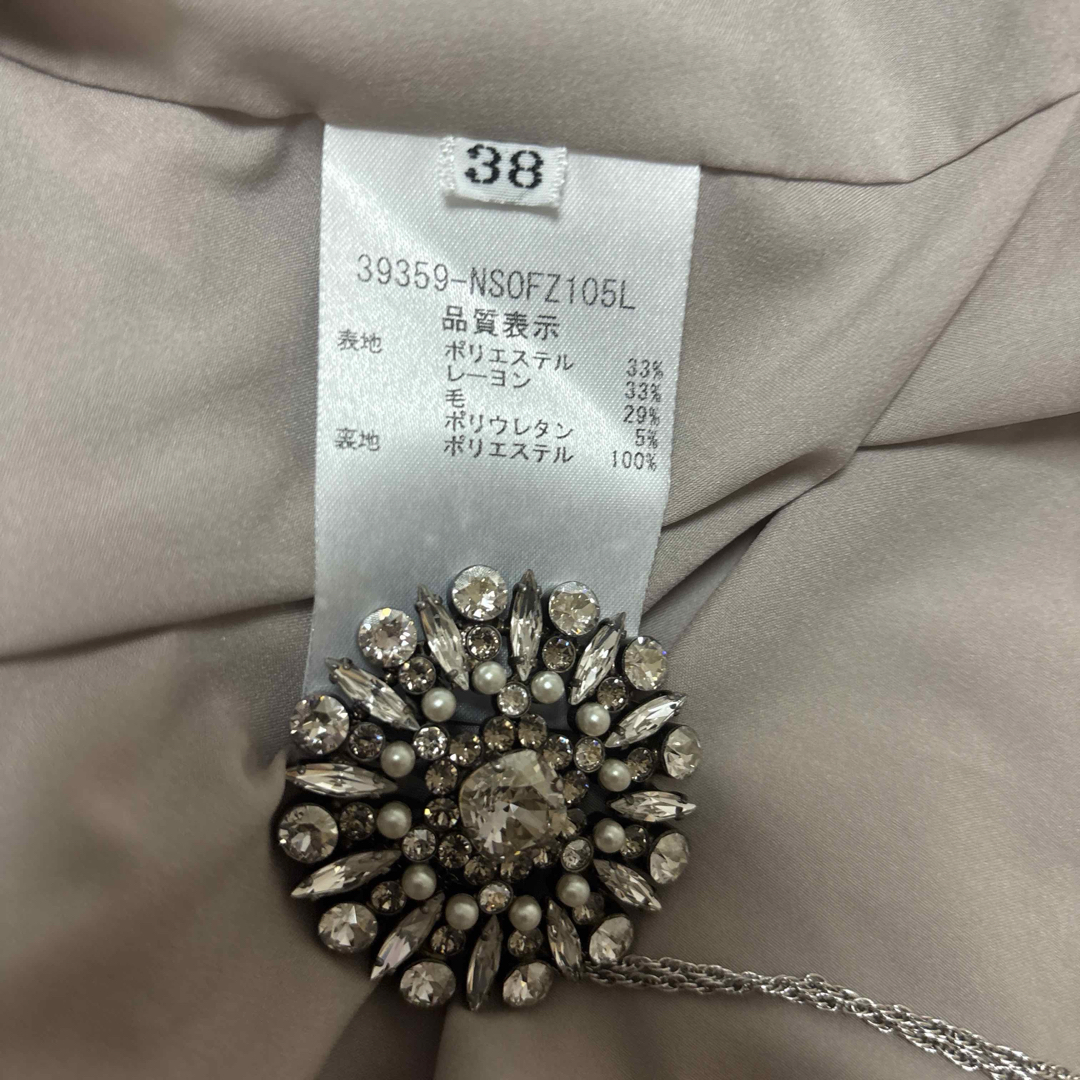 38
39359-NSOFZ105L
品質表示
表地 ポリエステル 33%
レーヨン 33%
毛 29%
ポリウレタン 5%
裏地 ポリエステル 100%